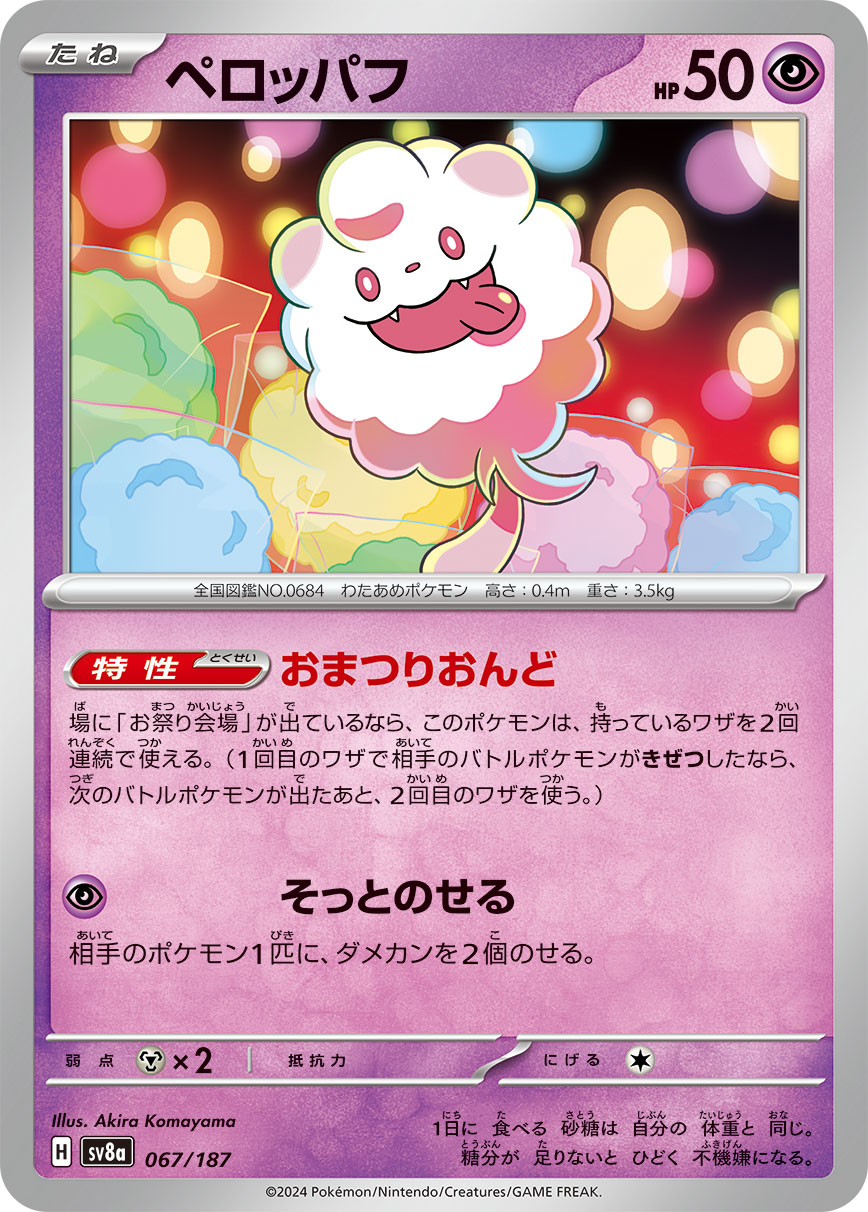 たね
ペロッパフ
HP50
全国図鑑NO.0684 わたあめポケモン 高さ:0.4m 重さ:3.5kg
特性 とくせい おまつりおんど
場に「お祭り会場」が出ているなら、このポケモンは、持っているワザを2回
連続で使える。(1回目のワザで相手のバトルポケモンがきぜつしたなら、
次のバトルポケモンが出たあと、2回目のワザを使う。)
そっとのせる
相手のポケモン1匹に、ダメカンを2個のせる。
弱点 ×2 抵抗力 にげる
Illus. Akira Komayama
1日に 食べる 砂糖は 自分の 体重と 同じ。
糖分が 足りないと ひどく 不機嫌になる。
H sv8a 067/187
©2024 Pokémon/Nintendo/Creatures/GAME FREAK.